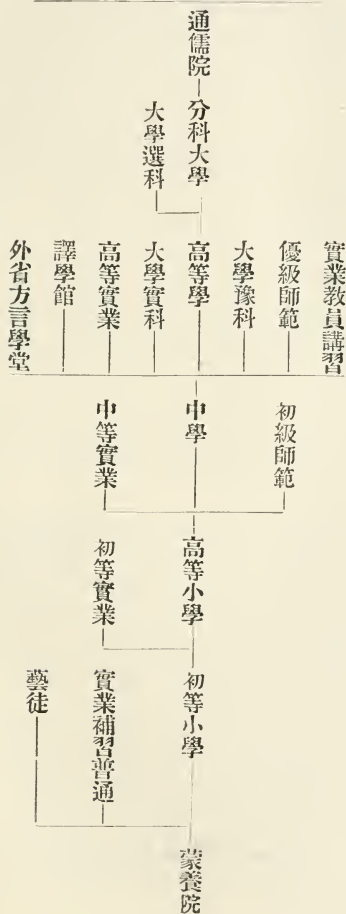 通儒院
分科大學
大學選科
實業教員講習
優級師範
大學豫科
高等學
大學實科
高等實業
譯學館
外省方言學堂
初級師範
中學
中等實業
高等小學
初等實業
初等小學
實業補習普通
藝徒
蒙養院